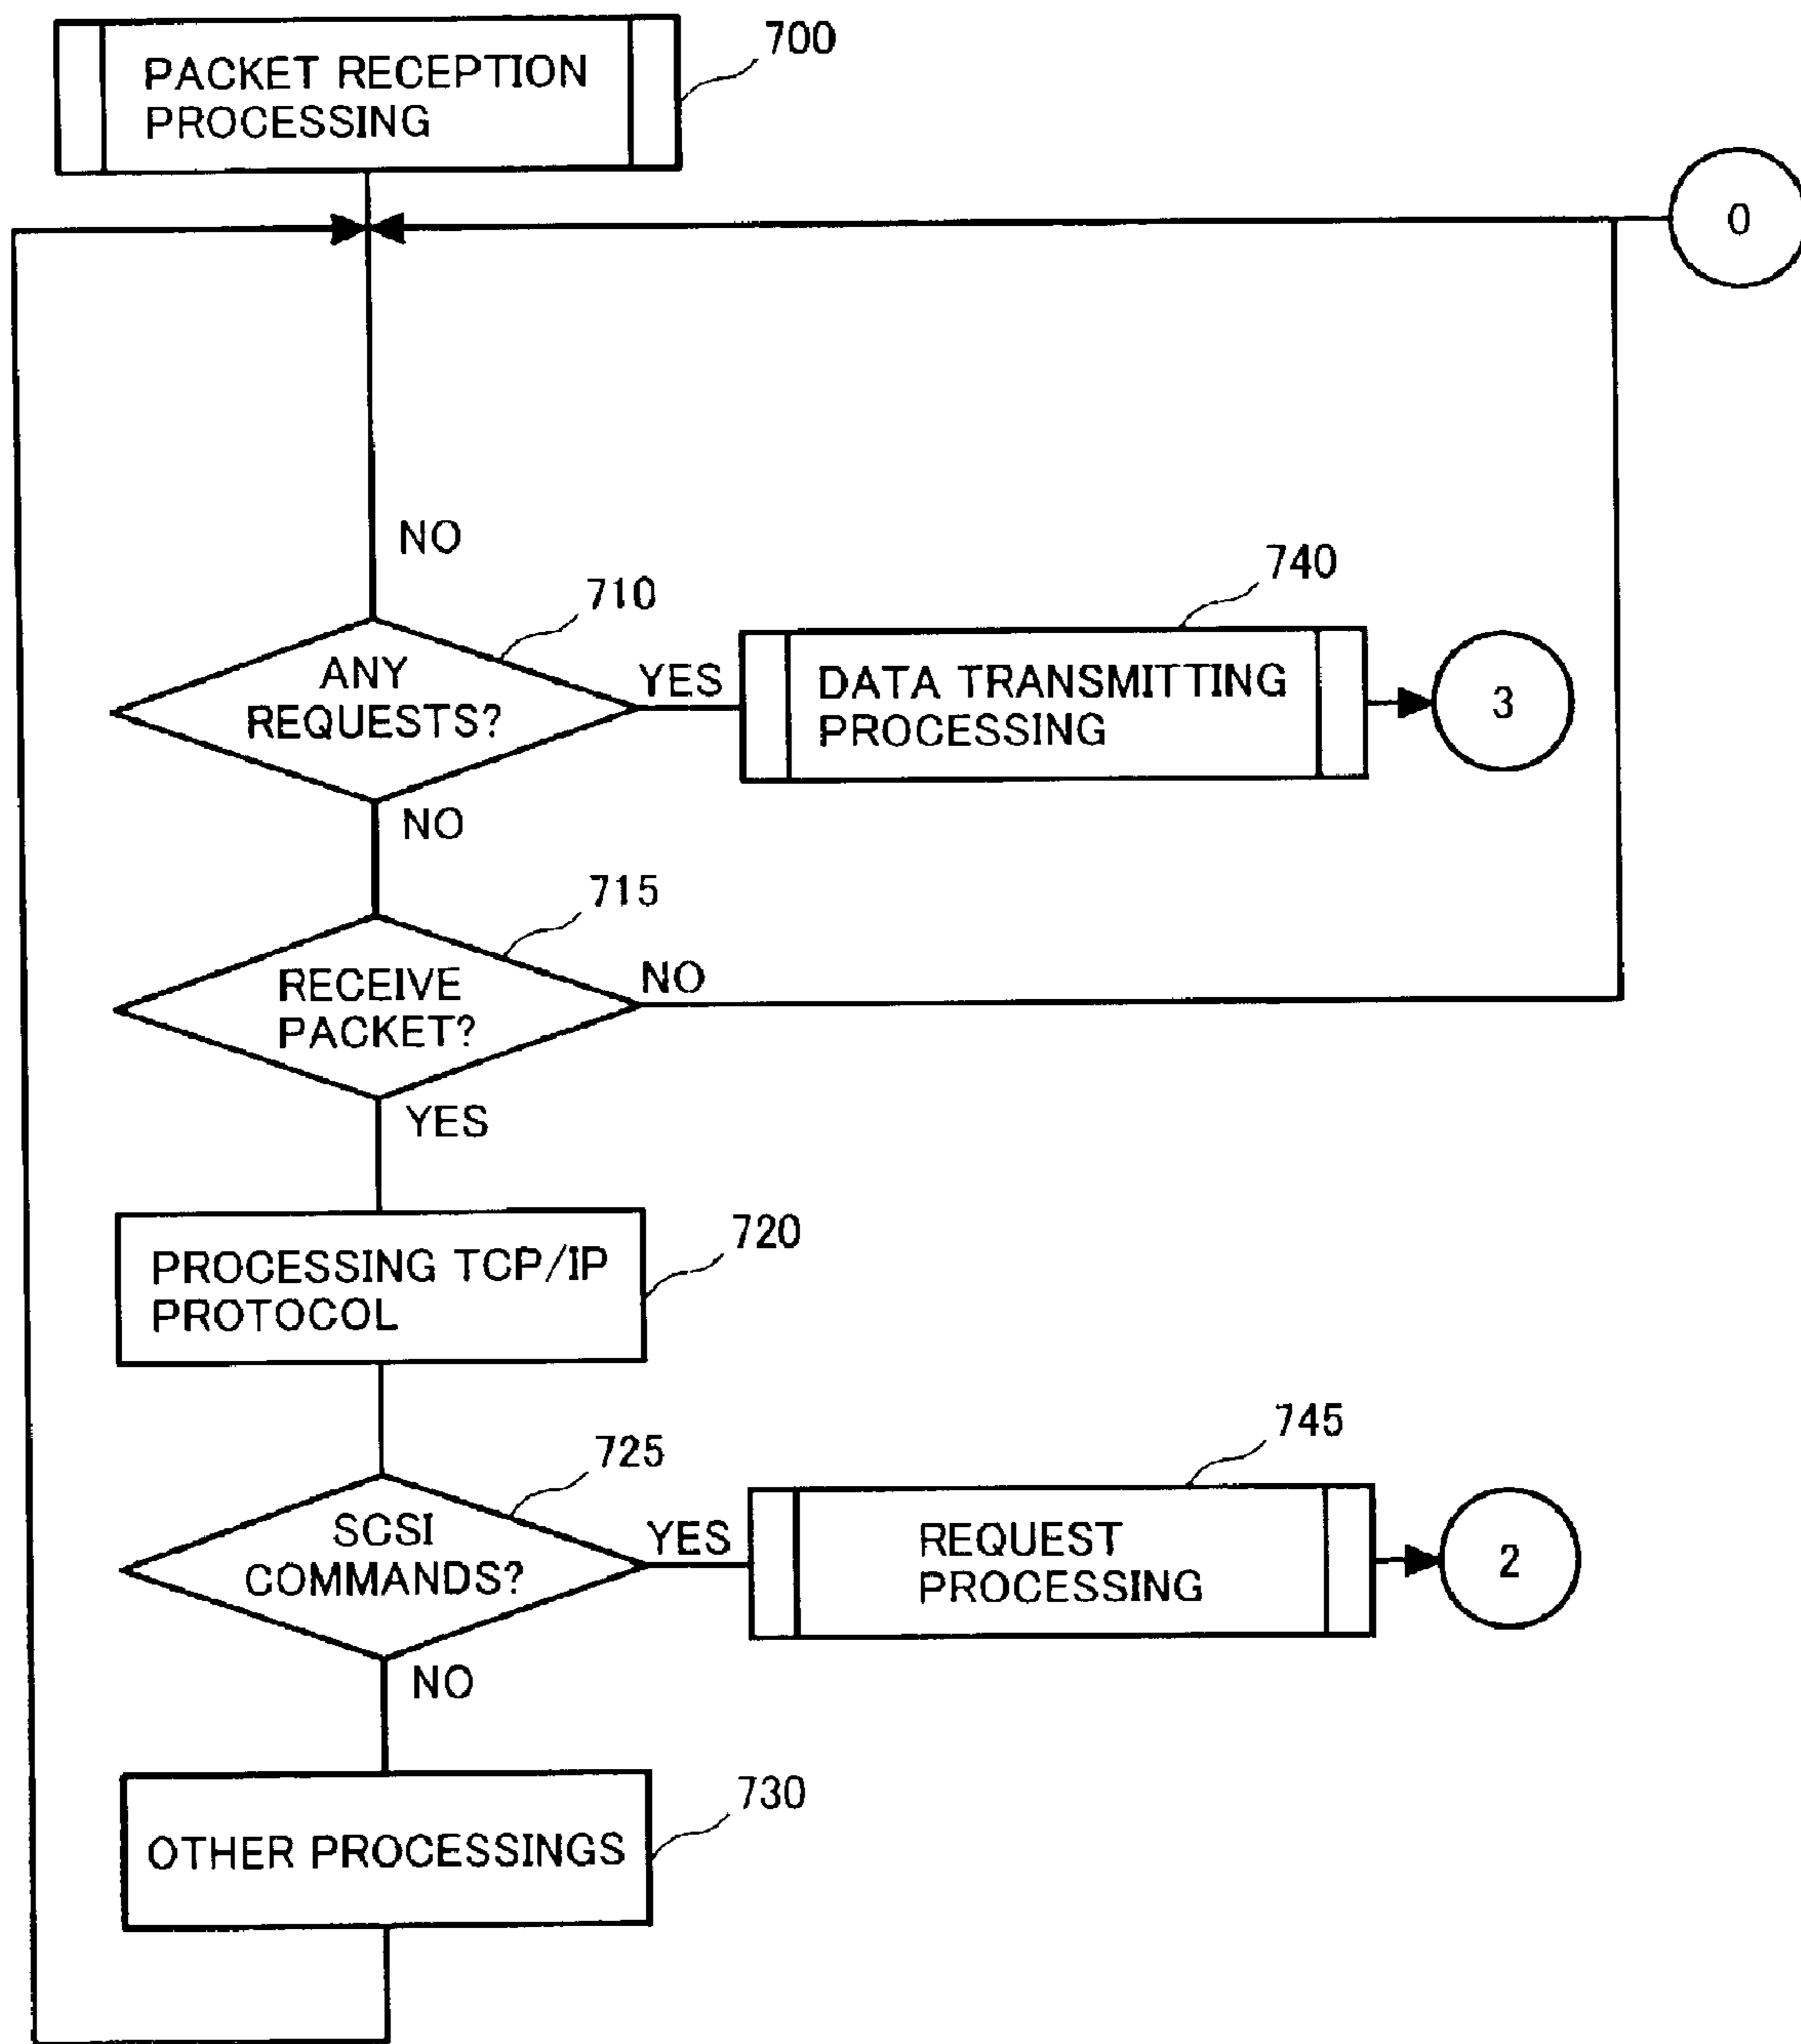 700
PACKET RECEPTION
PROCESSING
0
NO
710
740
ANY
REQUESTS?
YES
DATA TRANSMITTING
PROCESSING
3
NO
715
RECEIVE
PACKET?
NO
YES
720
PROCESSING TCP/IP
PROTOCOL
725
745
SCSI
COMMANDS?
YES
REQUEST
PROCESSING
2
NO
730
OTHER PROCESSINGS